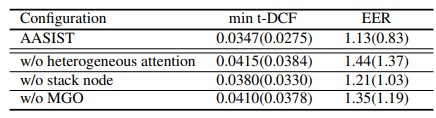 Configuration min t-DCF EER
AASIST 0.0347(0.0275) 1.13(0.83)
w/o heterogeneous attention 0.0415(0.0384) 1.44(1.37)
w/o stack node 0.0380(0.0330) 1.21(1.03)
w/o MGO 0.0410(0.0378) 1.35(1.19)